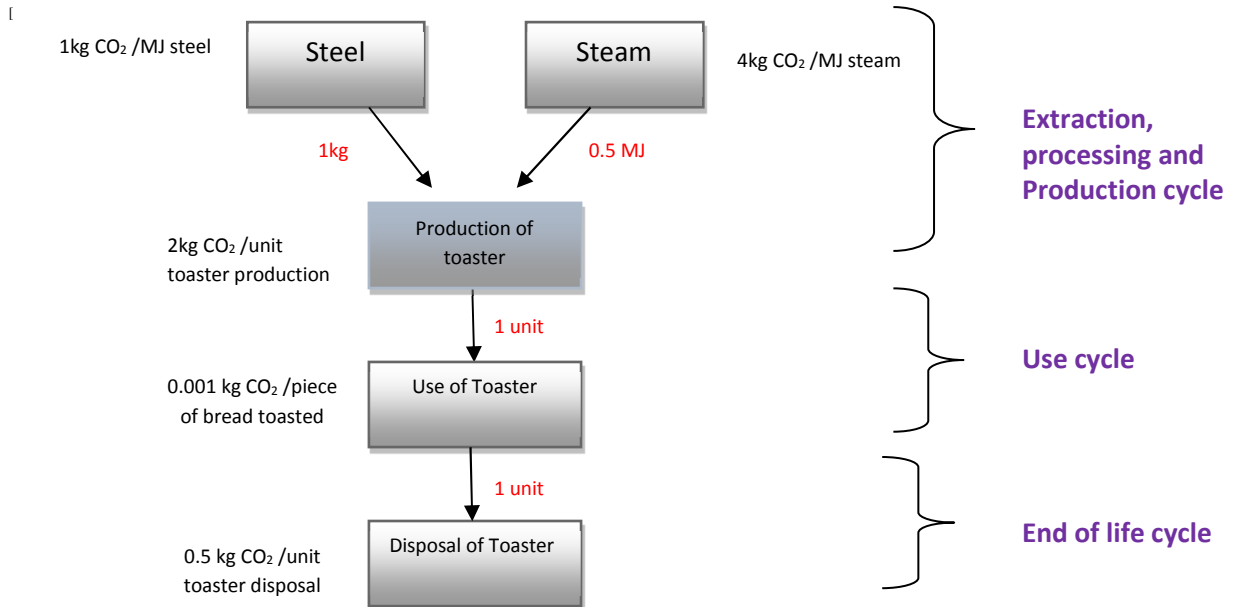 [
1kg CO₂ /MJ steel
Steel
Steam
4kg CO₂ /MJ steam
1kg
0.5 MJ
Extraction,
processing and
Production cycle
Production of
toaster
2kg CO₂ /unit
toaster production
1 unit
Use cycle
0.001 kg CO₂ /piece
of bread toasted
Use of Toaster
1 unit
End of life cycle
0.5 kg CO₂ /unit
toaster disposal
Disposal of Toaster